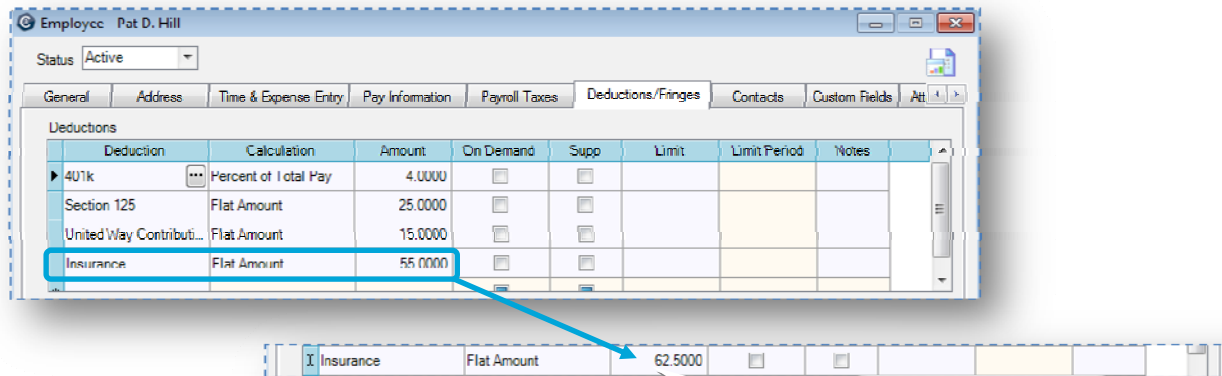 Employee Pat D. Hill
Status Active
General Address Time & Expense Entry Pay Information Payroll Taxes Deductions/Fringes Contacts Custom Fields Att
Deductions
Deduction Calculation Amount On Demand Supp Limit Limit Period Notes
401k ... Percent of Total Pay 4.0000
Section 125 Flat Amount 25.0000
United Way Contributi... Flat Amount 15.0000
Insurance Flat Amount 55.0000
Insurance Flat Amount 62.5000